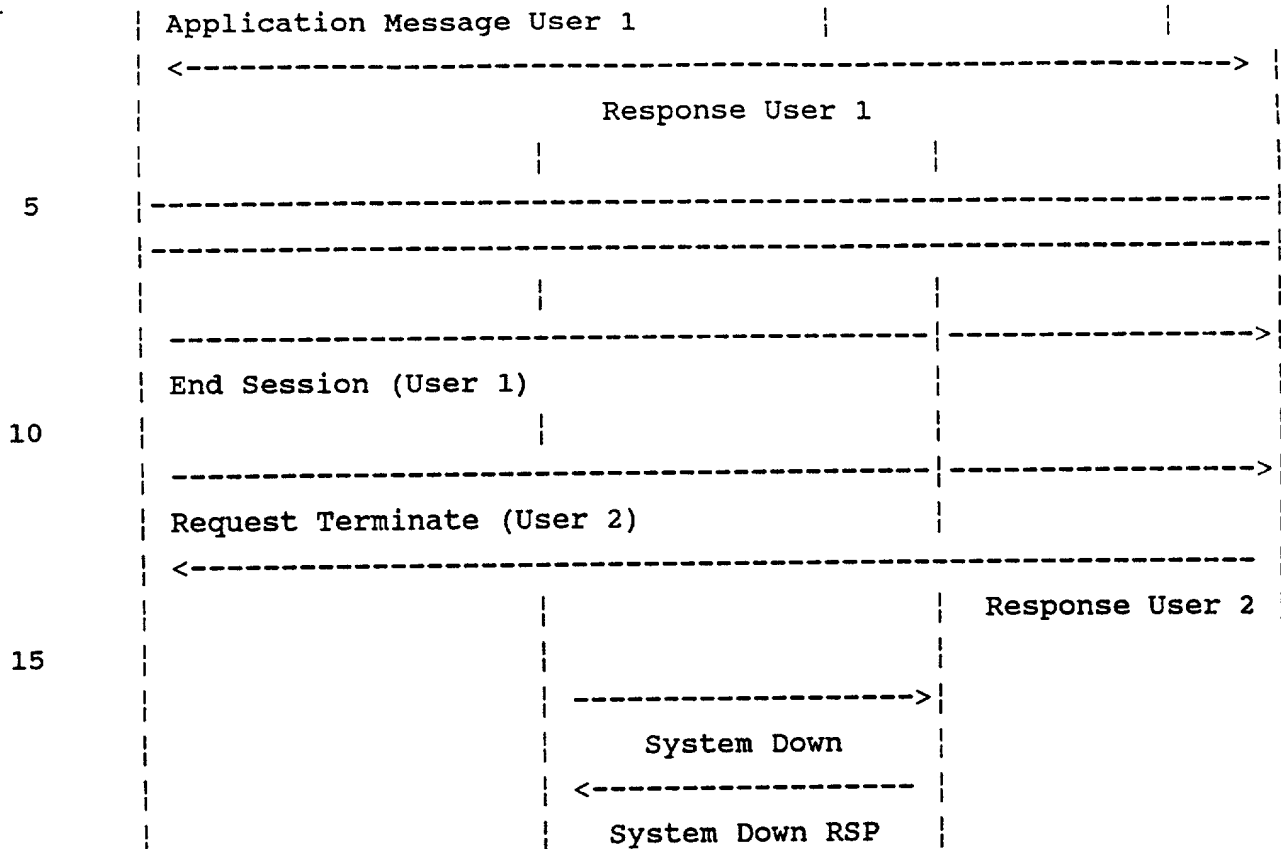 Application Message User 1
Response User 1
5
End Session (User 1)
10
Request Terminate (User 2)
Response User 2
15
System Down
System Down RSP